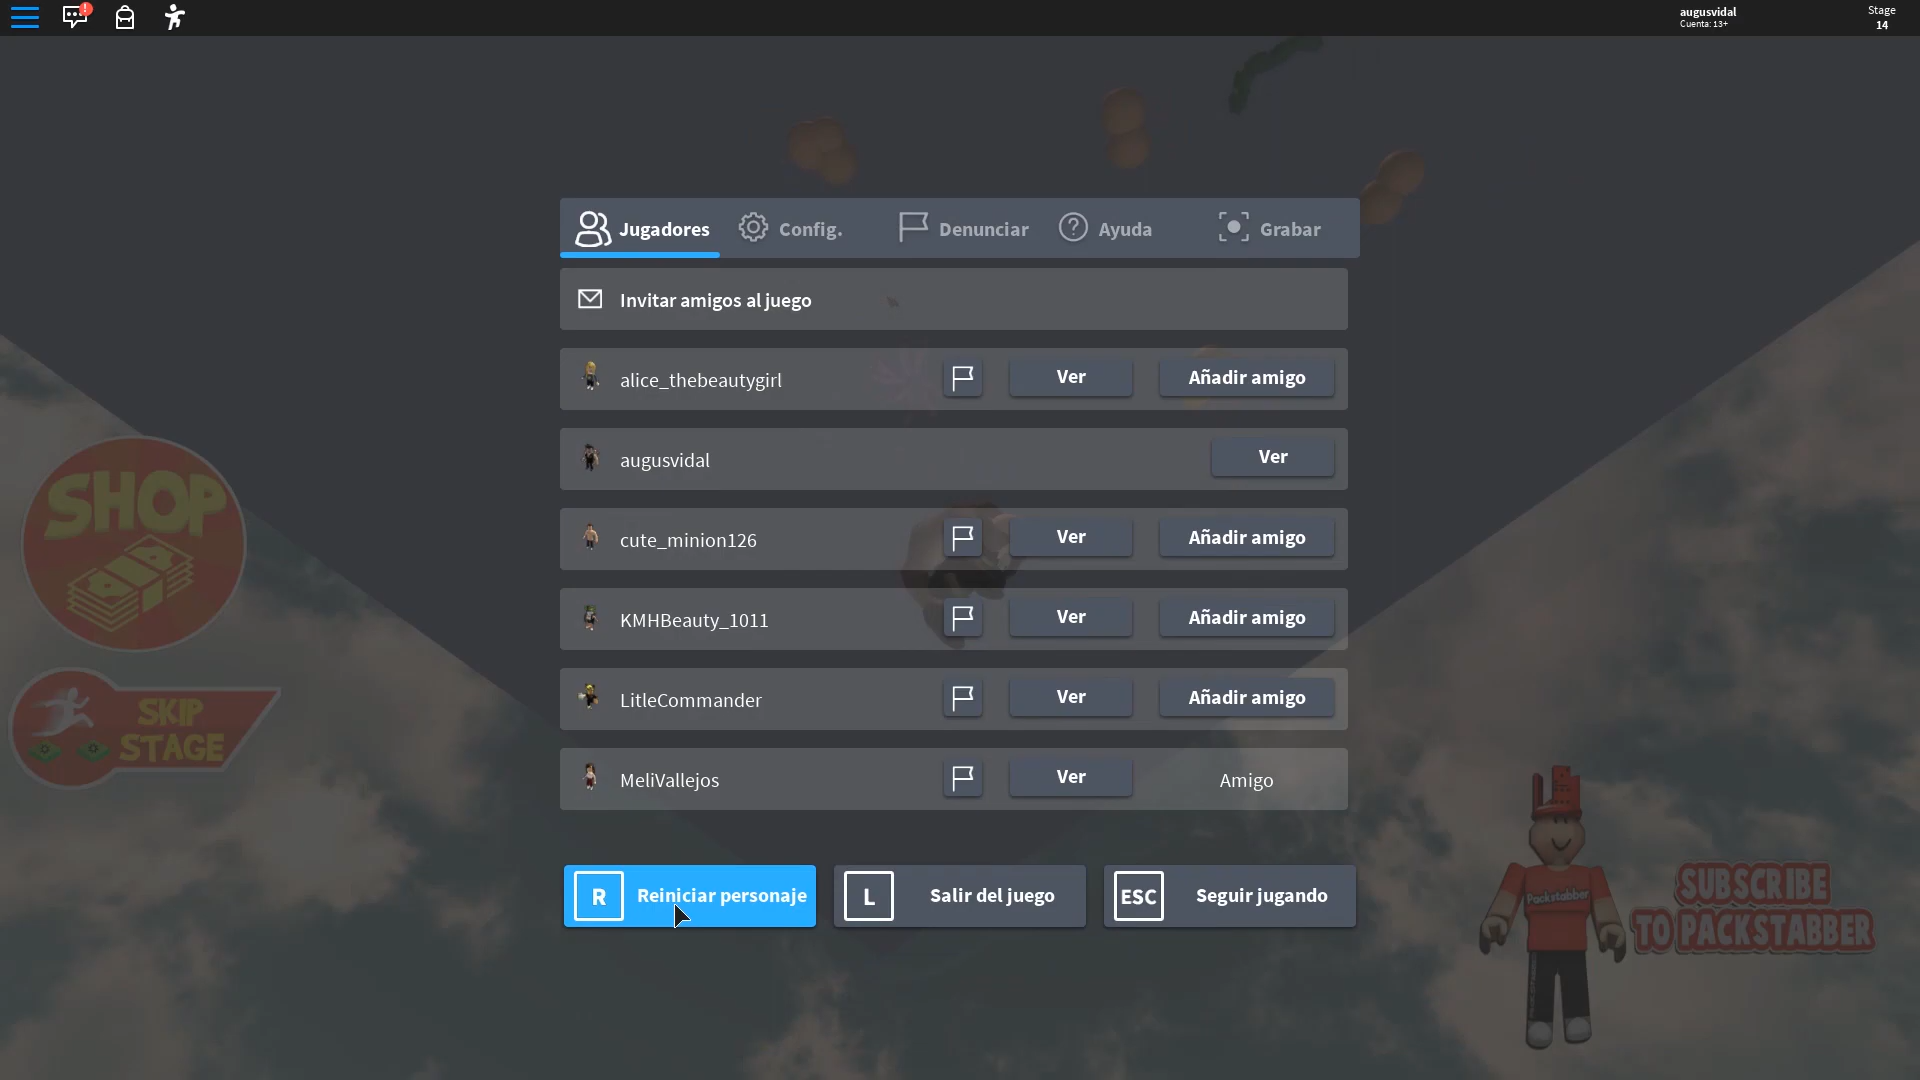 augusvidal
Cuenta: 13+
Stage
14
Jugadores
Config.
Denunciar
Ayuda
Grabar
Invitar amigos al juego
alice_thebeautygirl
Ver
Añadir amigo
augusvidal
Ver
cute_minion126
Ver
Añadir amigo
KMHBeauty_1011
Ver
Añadir amigo
LitleCommander
Ver
Añadir amigo
MeliVallejos
Ver
Amigo
R
Reiniciar personaje
L
Salir del juego
ESC
Seguir jugando
SHOP
SKIP
STAGE
Packstabber
SUBSCRIBE
TO PACKSTABBER